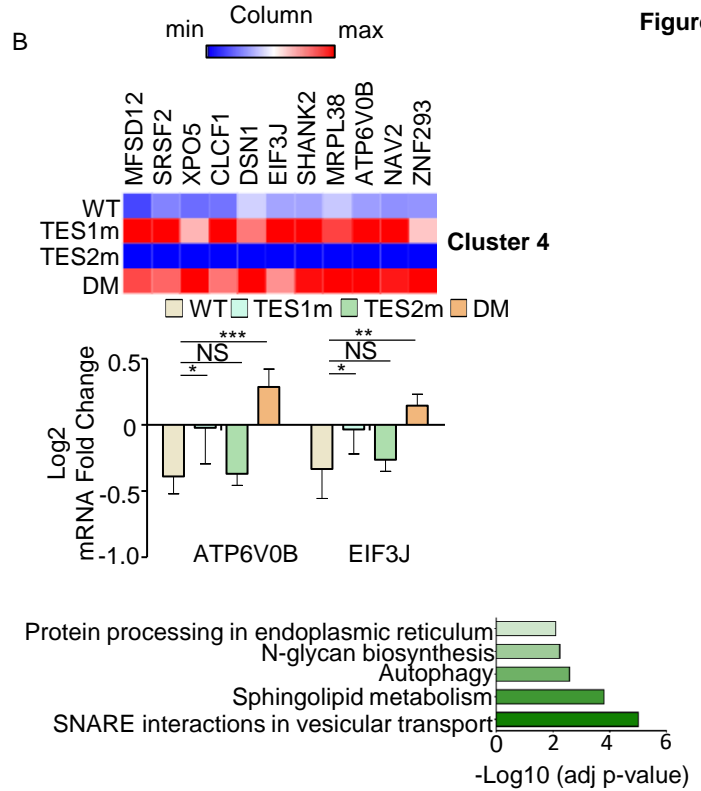 Figure
B
Column
min max
MFSD12
SRSF2
XPO5
CLCF1
DSN1
EIF3J
SHANK2
MRPL38
ATP6V0B
NAV2
ZNF293
WT
TES1m
TES2m
DM
Cluster 4
WT TES1m TES2m DM
*** **
NS NS
* *
0.5
0
-0.5
-1.0
Log2
mRNA Fold Change
ATP6V0B EIF3J
Protein processing in endoplasmic reticulum
N-glycan biosynthesis
Autophagy
Sphingolipid metabolism
SNARE interactions in vesicular transport
0 2 4 6
-Log10 (adj p-value)